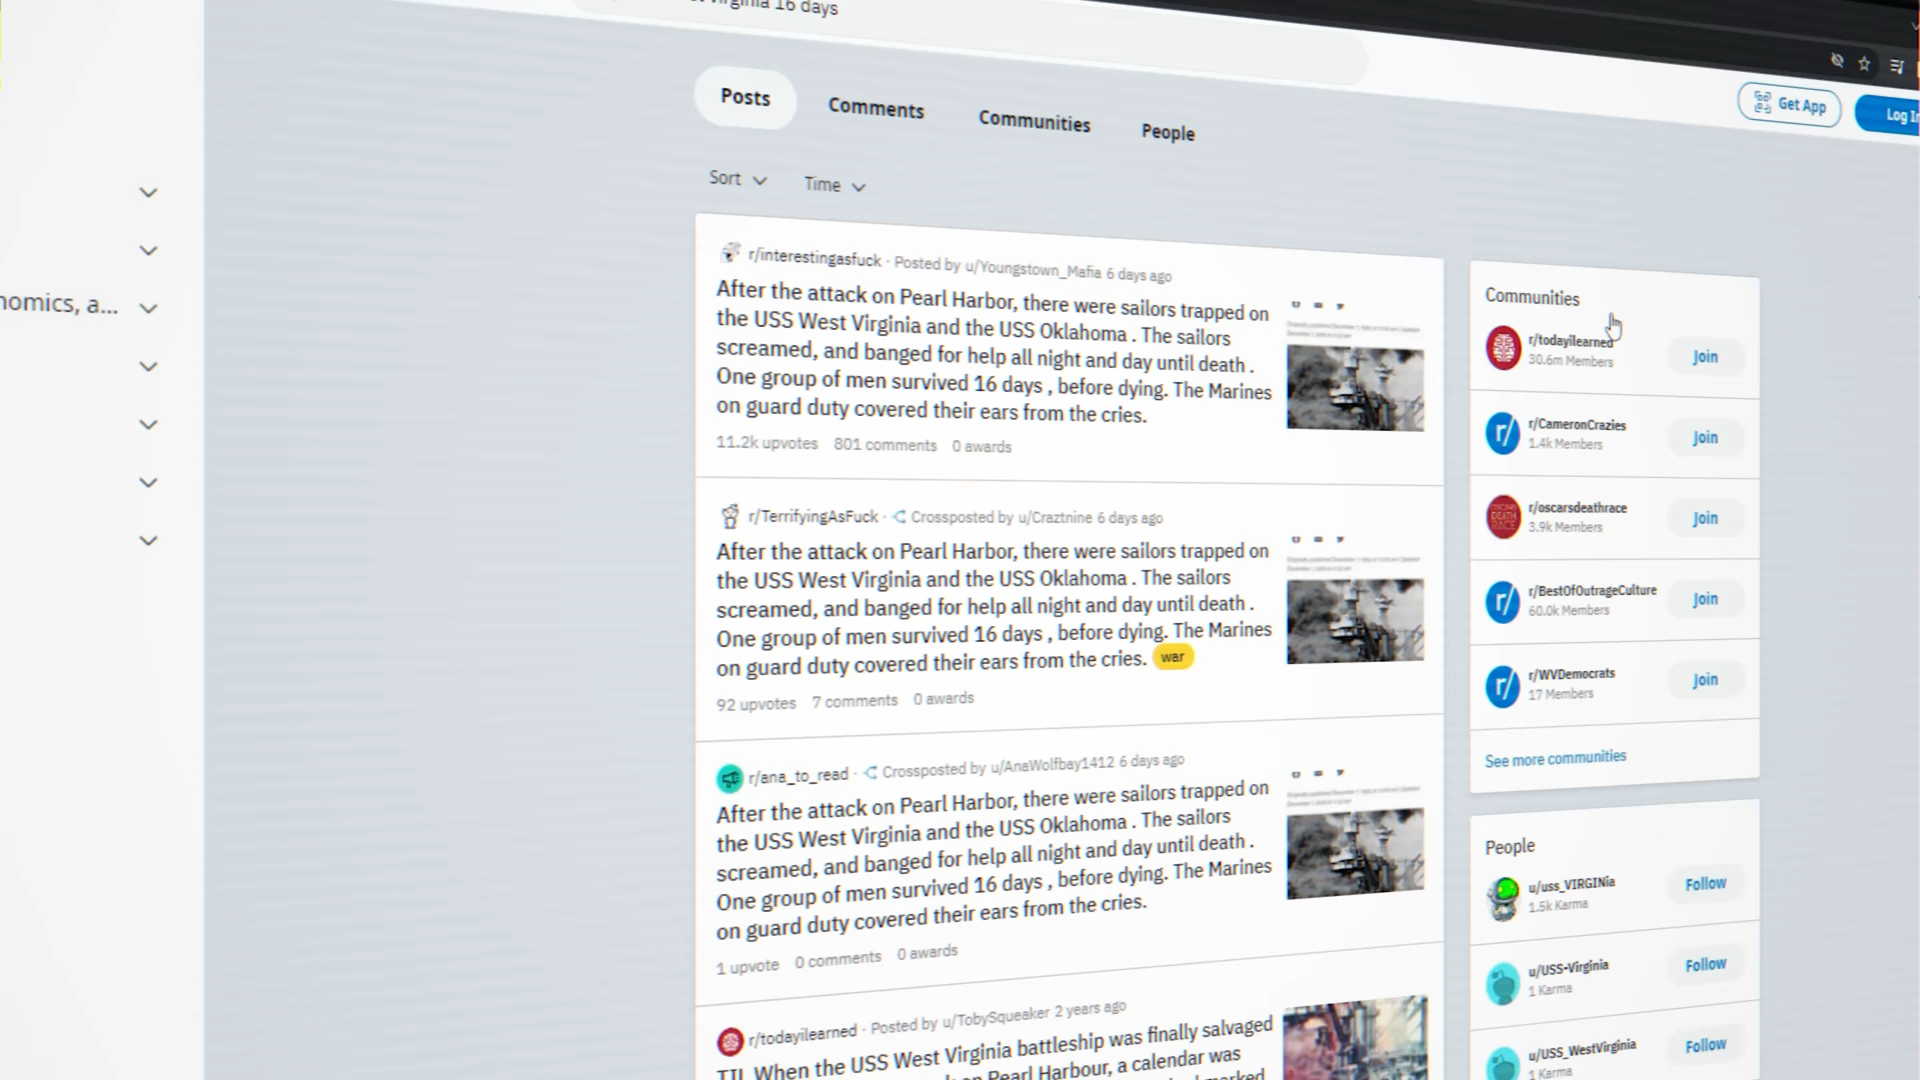 16 days
Get App
Log In
Posts
Comments
Communities
People
Sort
Time
nomics, a...
r/interestingasfuck · Posted by u/Youngstown_Mafia 6 days ago
After the attack on Pearl Harbor, there were sailors trapped on
the USS West Virginia and the USS Oklahoma . The sailors
screamed, and banged for help all night and day until death .
One group of men survived 16 days , before dying. The Marines
on guard duty covered their ears from the cries.
11.2k upvotes 801 comments 0 awards
r/TerrifyingAsFuck · Crossposted by u/Craztnine 6 days ago
After the attack on Pearl Harbor, there were sailors trapped on
the USS West Virginia and the USS Oklahoma . The sailors
screamed, and banged for help all night and day until death .
One group of men survived 16 days , before dying. The Marines
on guard duty covered their ears from the cries. war
92 upvotes 7 comments 0 awards
r/ana_to_read · Crossposted by u/AnaWolfbay1412 6 days ago
After the attack on Pearl Harbor, there were sailors trapped on
the USS West Virginia and the USS Oklahoma . The sailors
screamed, and banged for help all night and day until death .
One group of men survived 16 days , before dying. The Marines
on guard duty covered their ears from the cries.
1 upvote 0 comments 0 awards
r/todayilearned · Posted by u/TobySqueaker 2 years ago
TIL When the USS West Virginia battleship was finally salvaged
Pearl Harbour, a calendar was
marked
Communities
r/todayilearned
30.6m Members
Join
r/CameronCrazies
1.4k Members
Join
r/oscarsdeathrace
3.9k Members
Join
r/BestOfOutrageCulture
60.0k Members
Join
r/WVDemocrats
17 Members
Join
See more communities
People
u/uss_VIRGINia
1.5k Karma
Follow
u/USS-Virginia
1 Karma
Follow
u/USS_WestVirginia
1 Karma
Follow